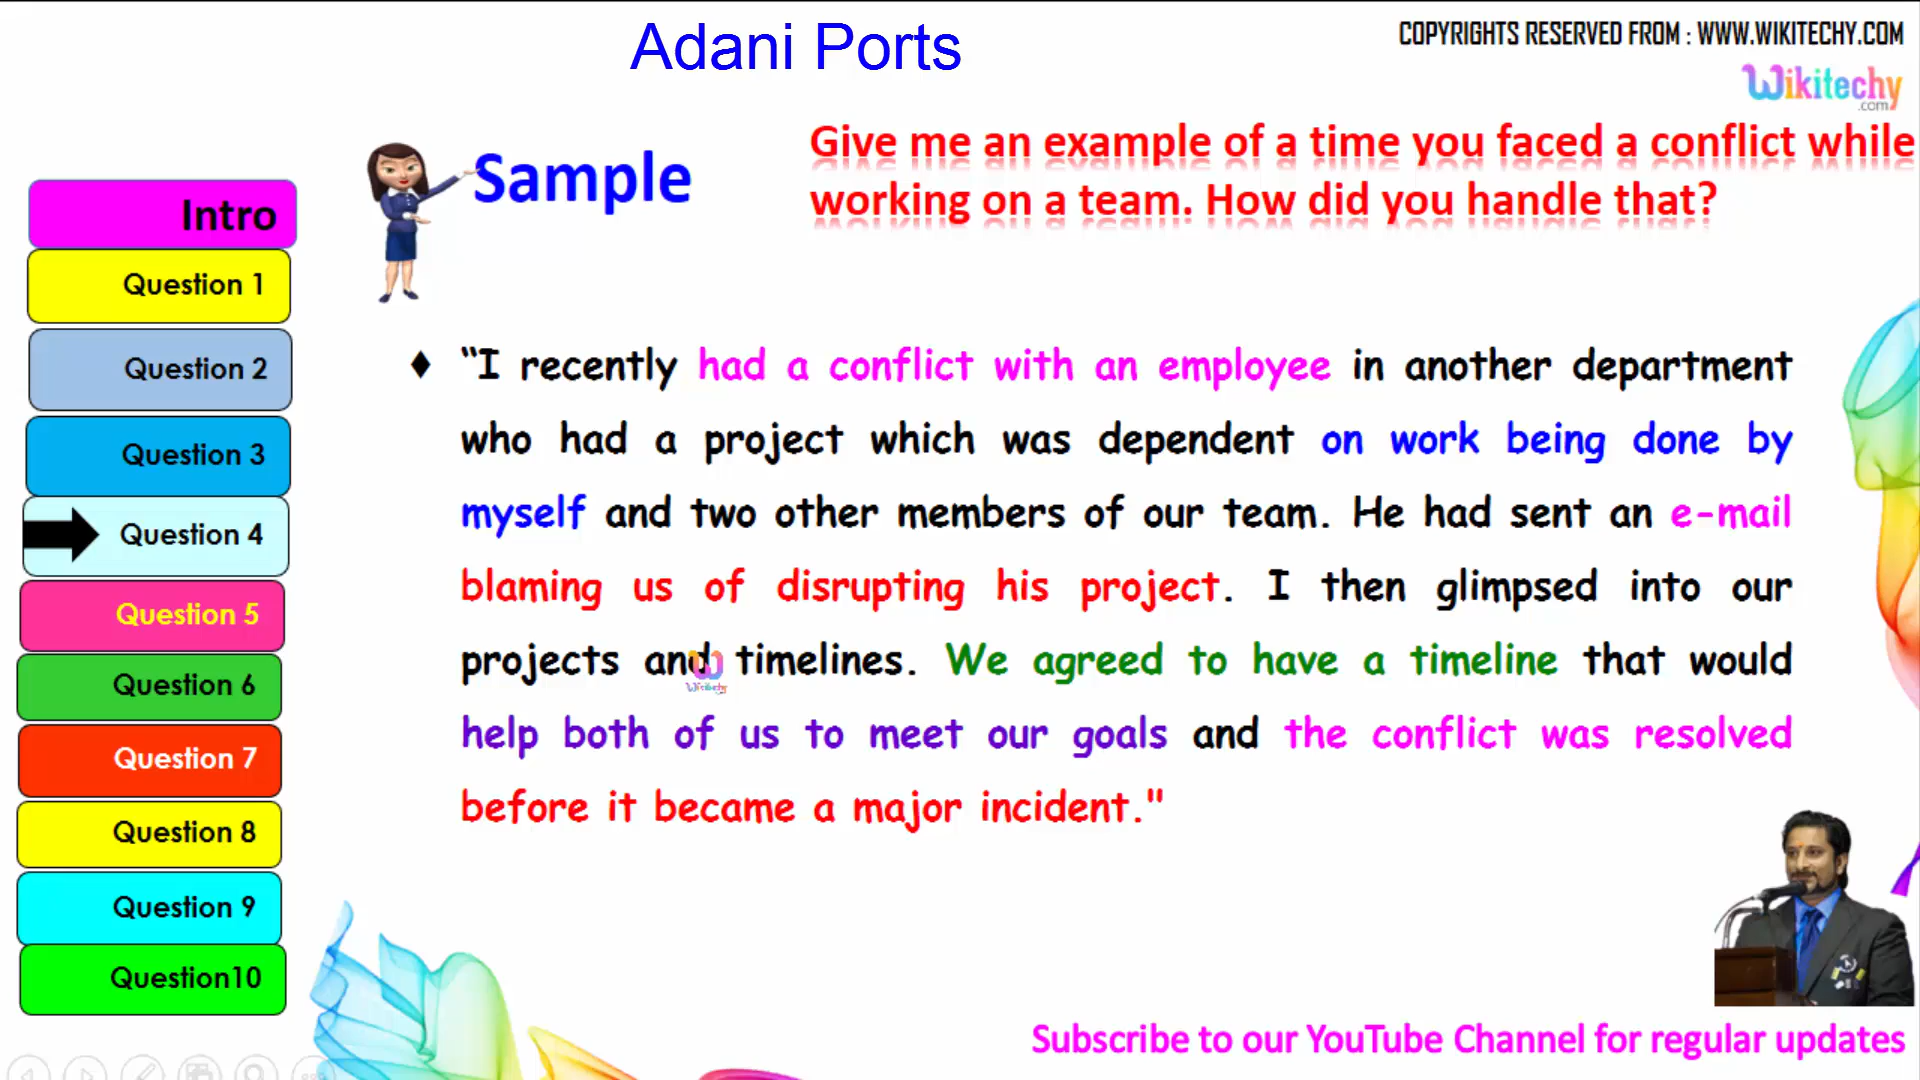 Adani Ports
COPYRIGHTS RESERVED FROM : WWW.WIKITECHY.COM
Wikitechy
.com
Sample
Give me an example of a time you faced a conflict while
working on a team. How did you handle that?
Intro
Question 1
Question 2
Question 3
Question 4
Question 5
Question 6
Question 7
Question 8
Question 9
Question10
“I recently had a conflict with an employee in another department
who had a project which was dependent on work being done by
myself and two other members of our team. He had sent an e-mail
blaming us of disrupting his project. I then glimpsed into our
projects and timelines. We agreed to have a timeline that would
help both of us to meet our goals and the conflict was resolved
before it became a major incident."
Wikitechy
Subscribe to our YouTube Channel for regular updates